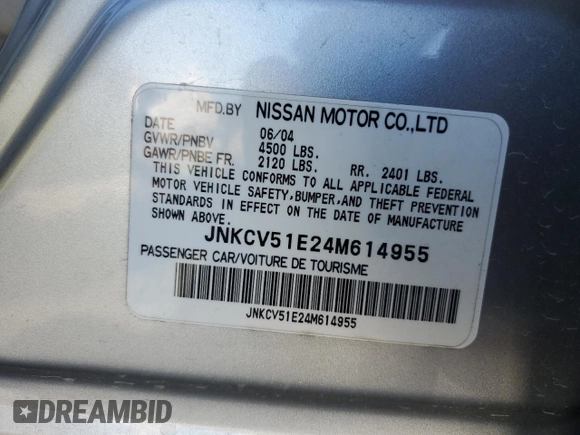 MFD.BY NISSAN MOTOR CO.,LTD
DATE 06/04
GVWR/PNBV 4500 LBS.
GAWR/PNBE FR. 2120 LBS. RR. 2401 LBS.
THIS VEHICLE CONFORMS TO ALL APPLICABLE FEDERAL
MOTOR VEHICLE SAFETY,BUMPER,AND THEFT PREVENTION
STANDARDS IN EFFECT ON THE DATE OF MANUFACTURE
SHOWN ABOVE.
JNKCV51E24M614955
PASSENGER CAR/VOITURE DE TOURISME
JNKCV51E24M614955
DREAMBID